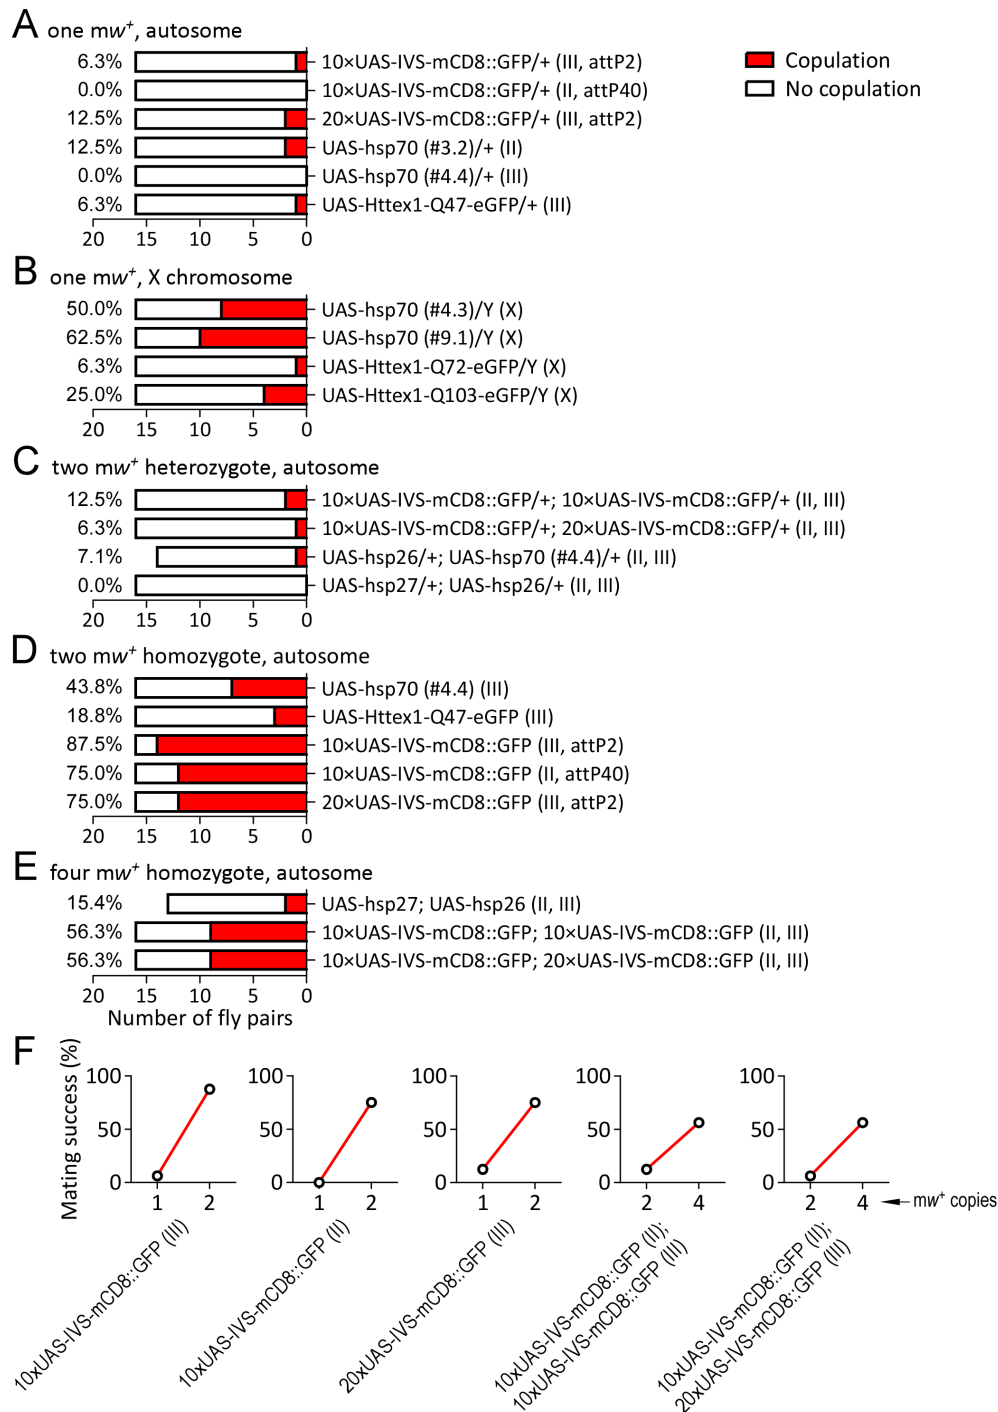 A one mw+, autosome
6.3% 10×UAS-IVS-mCD8::GFP/+ (III, attP2)
0.0% 10×UAS-IVS-mCD8::GFP/+ (II, attP40)
12.5% 20×UAS-IVS-mCD8::GFP/+ (III, attP2)
12.5% UAS-hsp70 (#3.2)/+ (II)
0.0% UAS-hsp70 (#4.4)/+ (III)
6.3% UAS-Httex1-Q47-eGFP/+ (III)
20 15 10 5 0
Copulation
No copulation
B one mw+, X chromosome
50.0% UAS-hsp70 (#4.3)/Y (X)
62.5% UAS-hsp70 (#9.1)/Y (X)
6.3% UAS-Httex1-Q72-eGFP/Y (X)
25.0% UAS-Httex1-Q103-eGFP/Y (X)
20 15 10 5 0
C two mw+ heterozygote, autosome
12.5% 10×UAS-IVS-mCD8::GFP/+; 10×UAS-IVS-mCD8::GFP/+ (II, III)
6.3% 10×UAS-IVS-mCD8::GFP/+; 20×UAS-IVS-mCD8::GFP/+ (II, III)
7.1% UAS-hsp26/+; UAS-hsp70 (#4.4)/+ (II, III)
0.0% UAS-hsp27/+; UAS-hsp26/+ (II, III)
20 15 10 5 0
D two mw+ homozygote, autosome
43.8% UAS-hsp70 (#4.4) (III)
18.8% UAS-Httex1-Q47-eGFP (III)
87.5% 10×UAS-IVS-mCD8::GFP (III, attP2)
75.0% 10×UAS-IVS-mCD8::GFP (II, attP40)
75.0% 20×UAS-IVS-mCD8::GFP (III, attP2)
20 15 10 5 0
E four mw+ homozygote, autosome
15.4% UAS-hsp27; UAS-hsp26 (II, III)
56.3% 10×UAS-IVS-mCD8::GFP; 10×UAS-IVS-mCD8::GFP (II, III)
56.3% 10×UAS-IVS-mCD8::GFP; 20×UAS-IVS-mCD8::GFP (II, III)
20 15 10 5 0
Number of fly pairs
F
Mating success (%)
100 100 100 100 100
50 50 50 50 50
0 0 0 0 0
1 2 1 2 1 2 2 4 2 4 mw+ copies
10xUAS-IVS-mCD8::GFP (III)
10xUAS-IVS-mCD8::GFP (II)
20xUAS-IVS-mCD8::GFP (III)
10xUAS-IVS-mCD8::GFP (II);
10xUAS-IVS-mCD8::GFP (III)
10xUAS-IVS-mCD8::GFP (II);
20xUAS-IVS-mCD8::GFP (III)